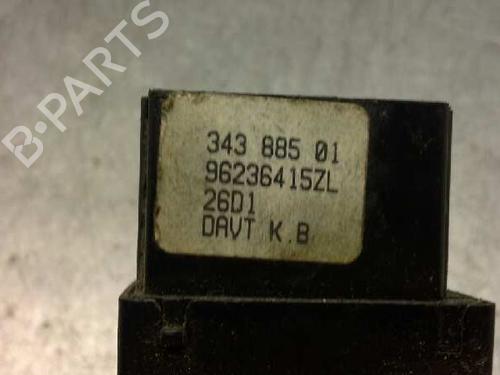 B-PARTS
343 885 01
96236415ZL
26D1
DAVT K.B